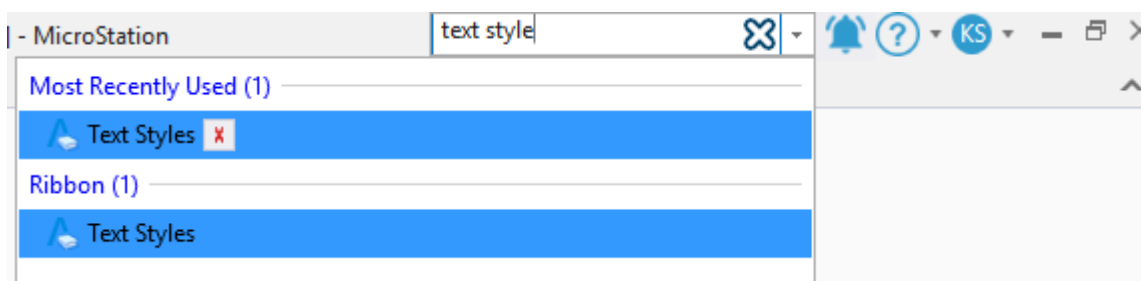 - MicroStation text style ? KS
Most Recently Used (1)
Text Styles x
Ribbon (1)
Text Styles